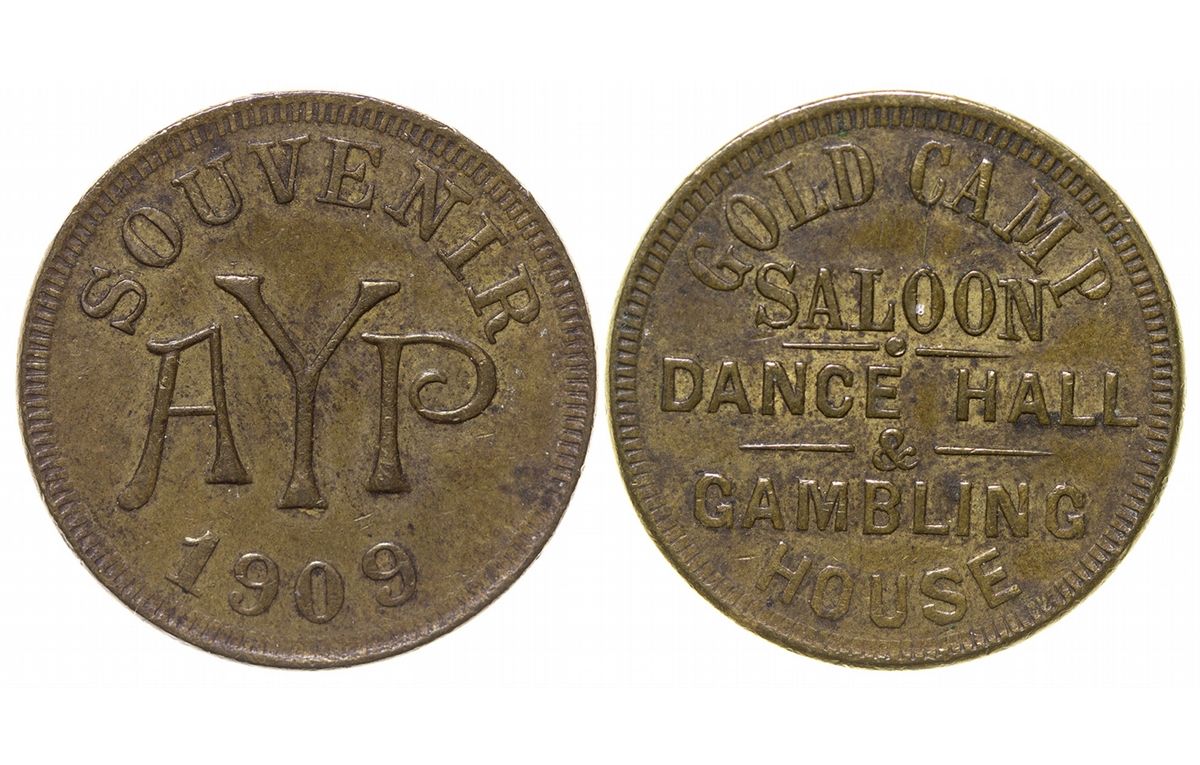 SOUVENIR
AYP
1909
GOLD CAMP
SALOON
DANCE HALL
&
GAMBLING
HOUSE